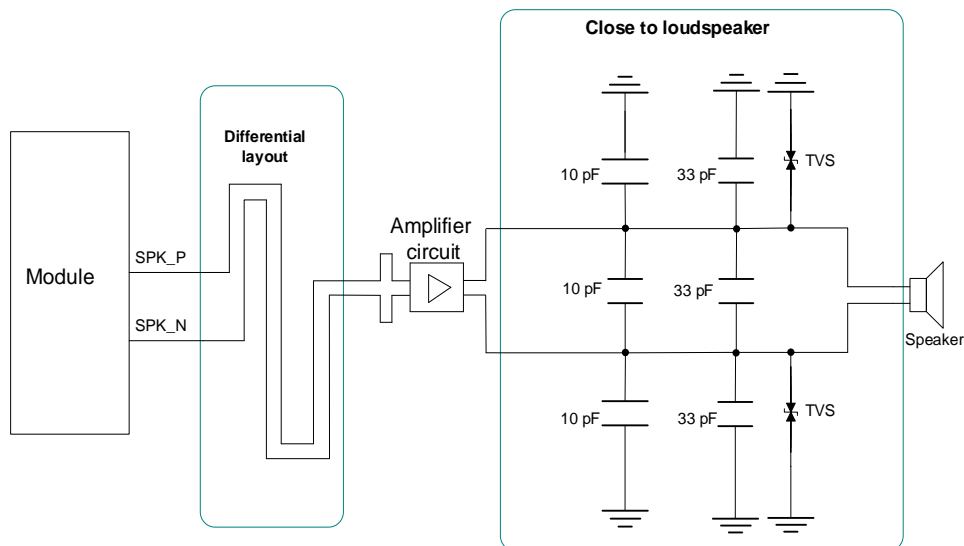 Close to loudspeaker
Differential
layout
10 pF
33 pF
TVS
Amplifier
circuit
SPK_P
Module
10 pF
33 pF
SPK_N
Speaker
10 pF
33 pF
TVS